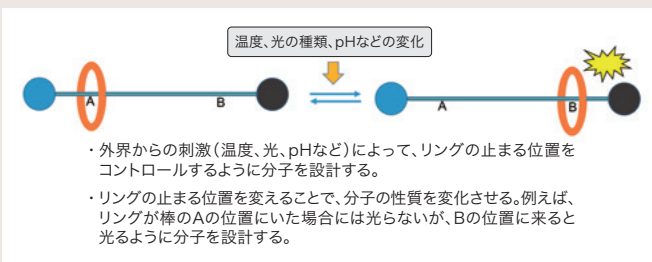 温度、光の種類、pHなどの変化
A
B
A
B
・外界からの刺激（温度、光、pHなど）によって、リングの止まる位置を
コントロールするように分子を設計する。
・リングの止まる位置を変えることで、分子の性質を変化させる。例えば、
リングが棒のAの位置にいた場合には光らないが、Bの位置に来ると
光るように分子を設計する。